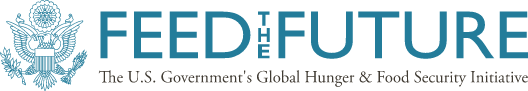 FEED THE FUTURE
The U.S. Government's Global Hunger & Food Security Initiative